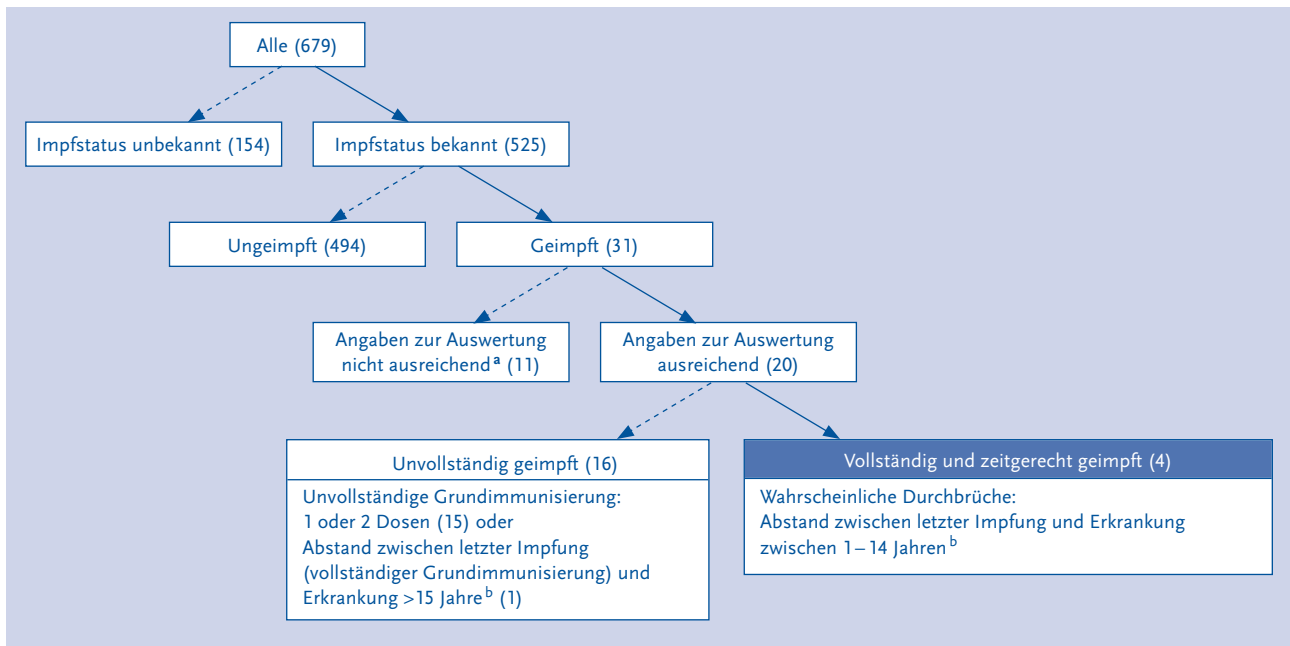 Alle (679)
Impfstatus unbekannt (154)
Impfstatus bekannt (525)
Ungeimpft (494)
Geimpft (31)
Angaben zur Auswertung
nicht ausreichend a (11)
Angaben zur Auswertung
ausreichend (20)
Unvollständig geimpft (16)
Unvollständige Grundimmunisierung:
1 oder 2 Dosen (15) oder
Abstand zwischen letzter Impfung
(vollständiger Grundimmunisierung) und
Erkrankung >15 Jahre b (1)
Vollständig und zeitgerecht geimpft (4)
Wahrscheinliche Durchbrüche:
Abstand zwischen letzter Impfung und Erkrankung
zwischen 1–14 Jahren b